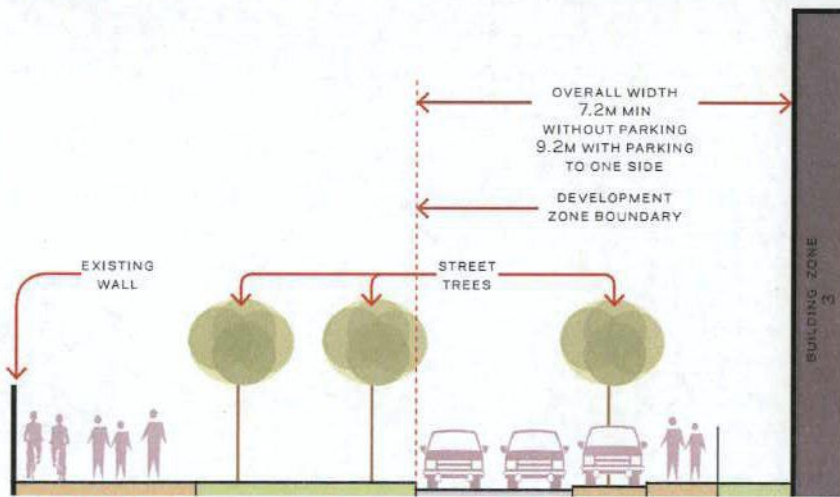 OVERALL WIDTH
7.2M MIN
WITHOUT PARKING
9.2M WITH PARKING
TO ONE SIDE
DEVELOPMENT
ZONE BOUNDARY
EXISTING
WALL
STREET
TREES
BUILDING ZONE
3